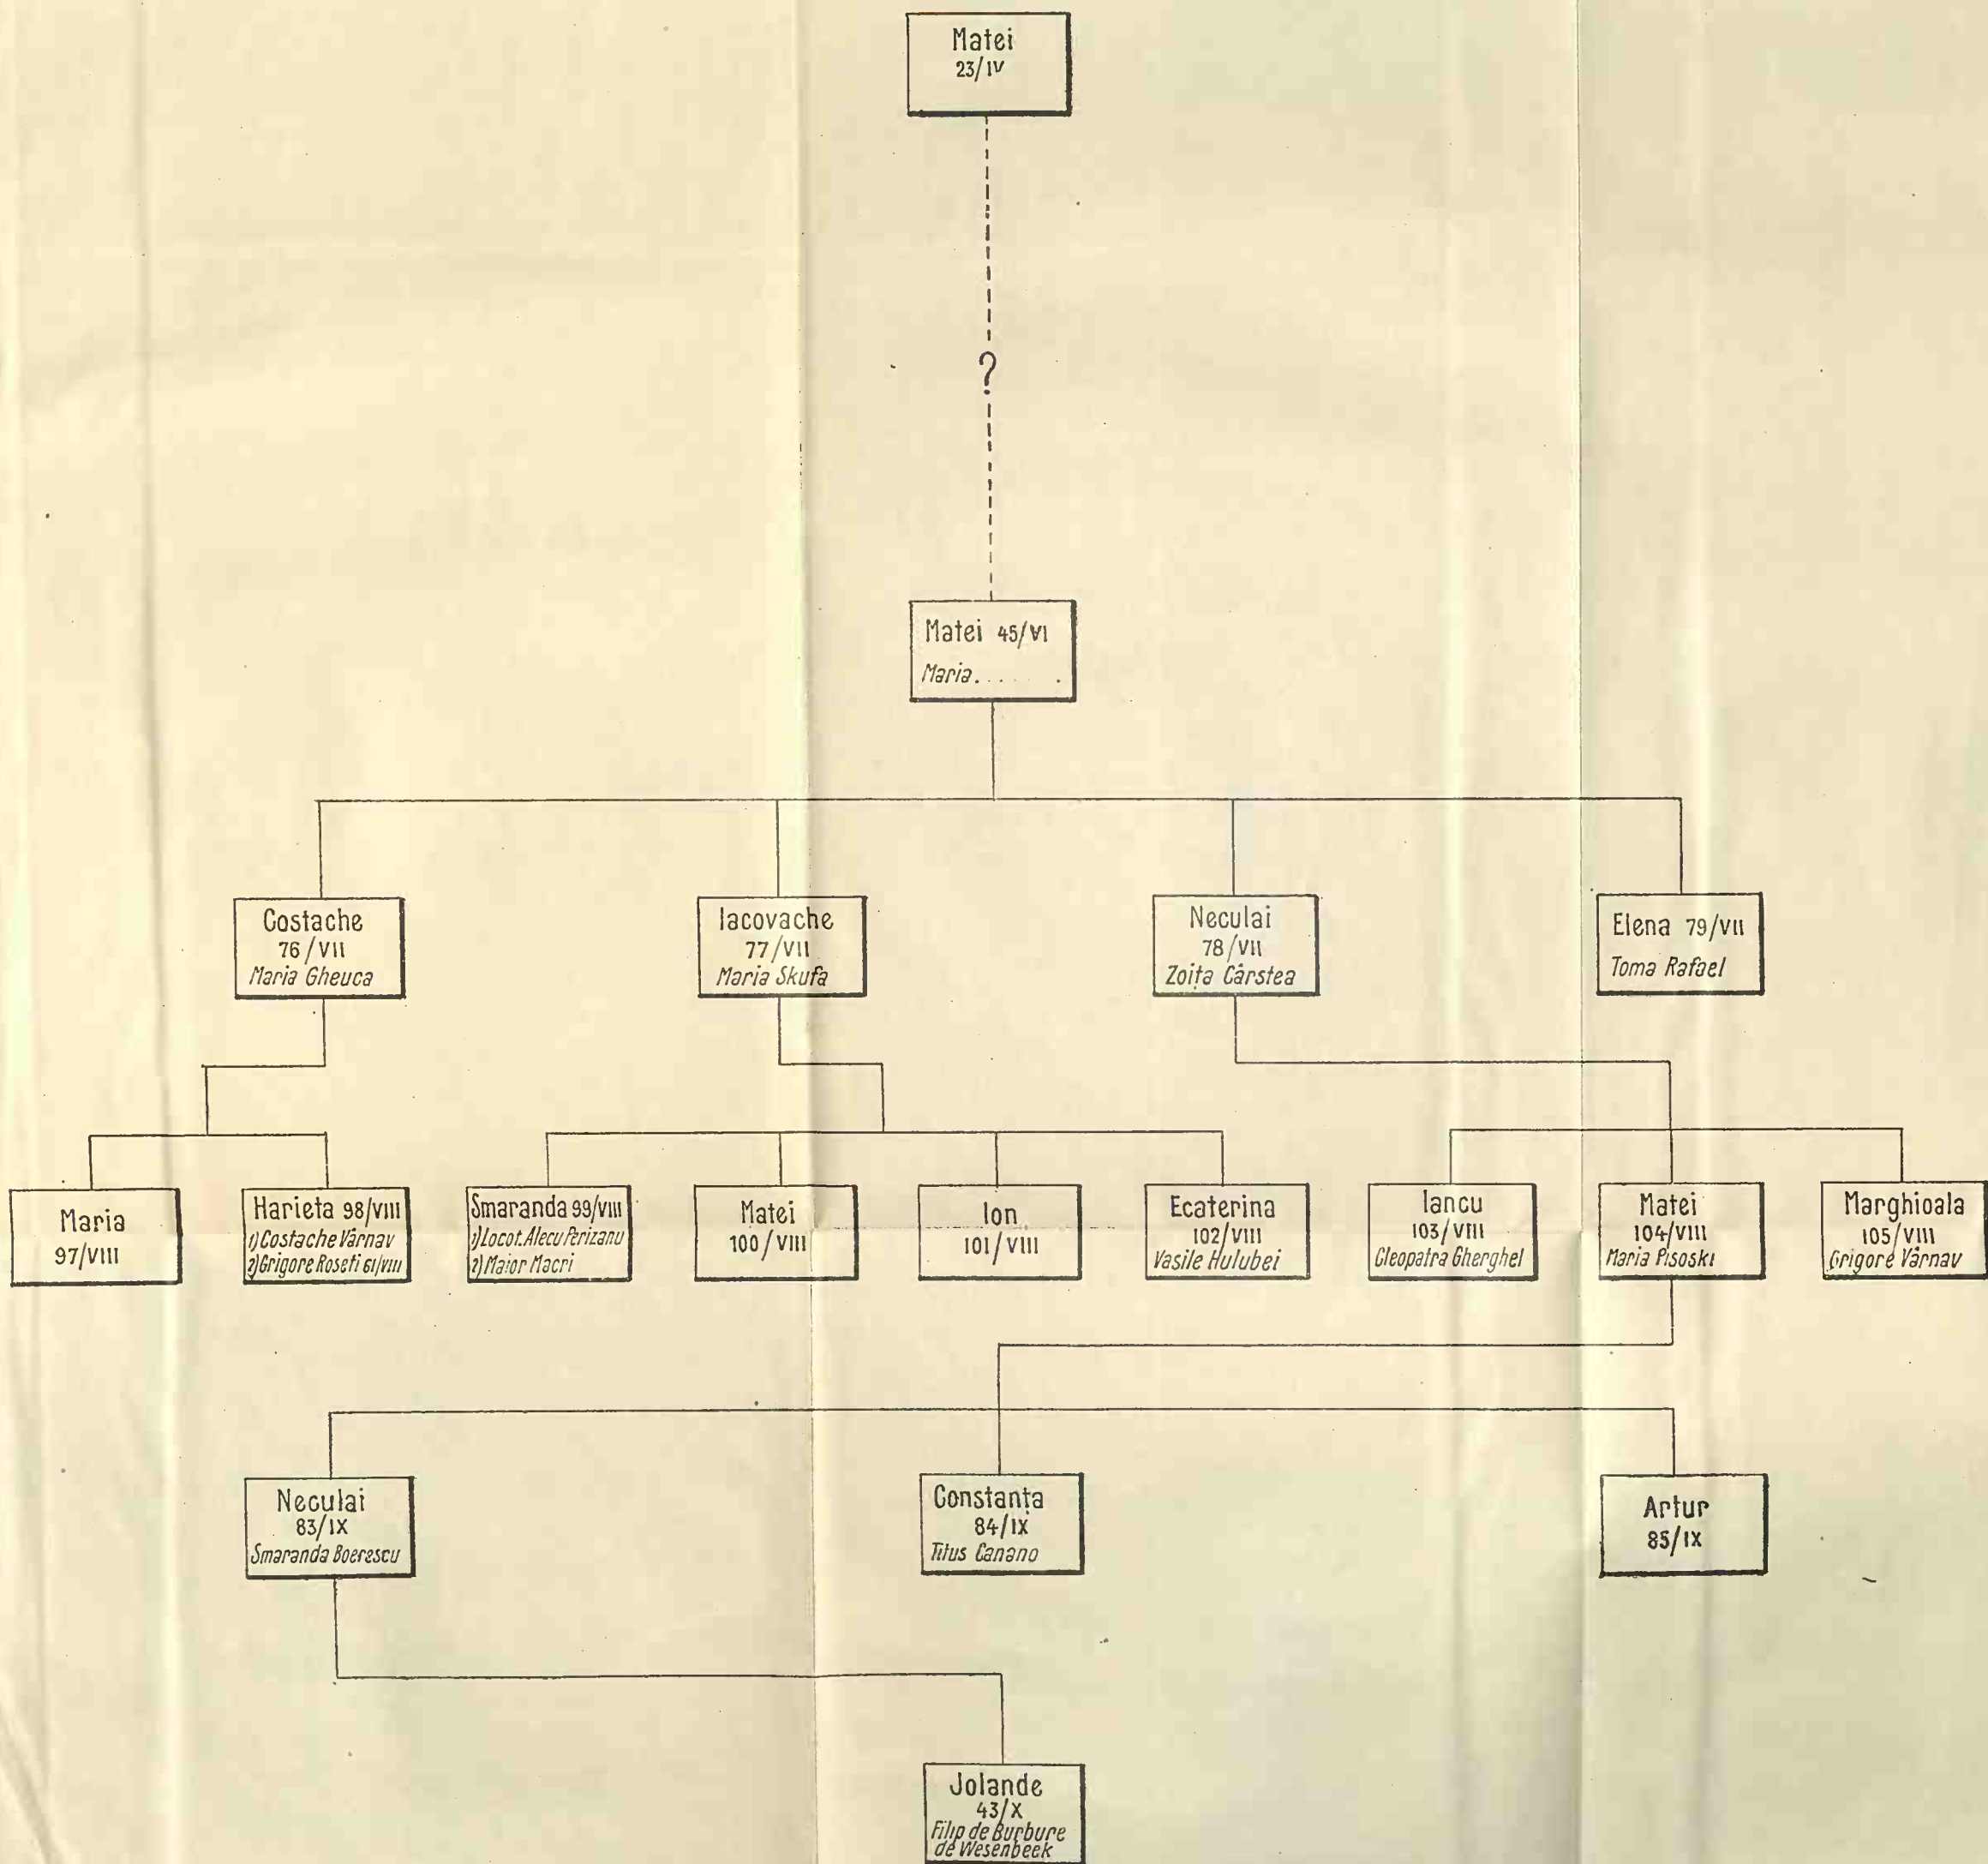 Matei
23/IV
?
Matei 45/VI
Maria. . . . . .
Costache
76/VII
Maria Gheuca
Iacovache
77/VII
Maria Skufa
Neculai
78/VII
Zoița Cârstea
Elena 79/VII
Toma Rafael
Maria
97/VIII
Harieta 98/VIII
1) Costache Vârnav
2) Grigore Roseti 61/VIII
Smaranda 99/VIII
1) Locot. Alecu Perizanu
2) Maior Macri
Matei
100/VIII
Ion
101/VIII
Ecaterina
102/VIII
Vasile Hulubei
Iancu
103/VIII
Cleopatra Gherghel
Matei
104/VIII
Maria Pisoski
Marghioala
105/VIII
Grigore Vârnav
Neculai
83/IX
Smaranda Boerescu
Constanța
84/IX
Titus Canano
Artur
85/IX
Jolande
43/X
Filip de Burbure
de Wesenbeek